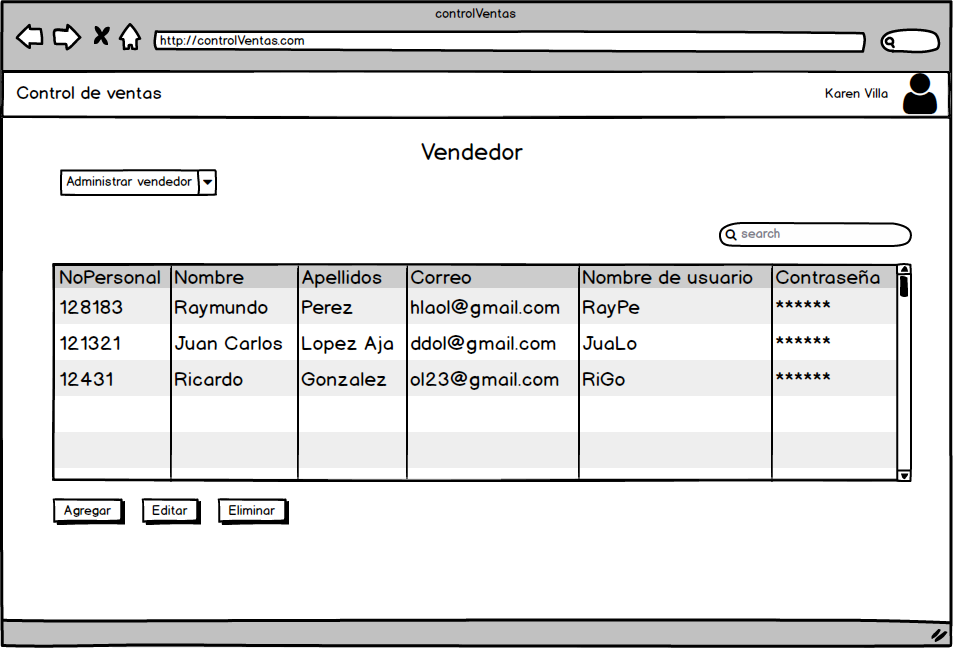 controlVentas
http://controlVentas.com
Control de ventas
Karen Villa
Vendedor
Administrar vendedor
search
NoPersonal Nombre Apellidos Correo Nombre de usuario Contraseña
128183 Raymundo Perez hlaol@gmail.com RayPe ******
121321 Juan Carlos Lopez Aja ddol@gmail.com JuaLo ******
12431 Ricardo Gonzalez ol23@gmail.com RiGo ******
Agregar Editar Eliminar